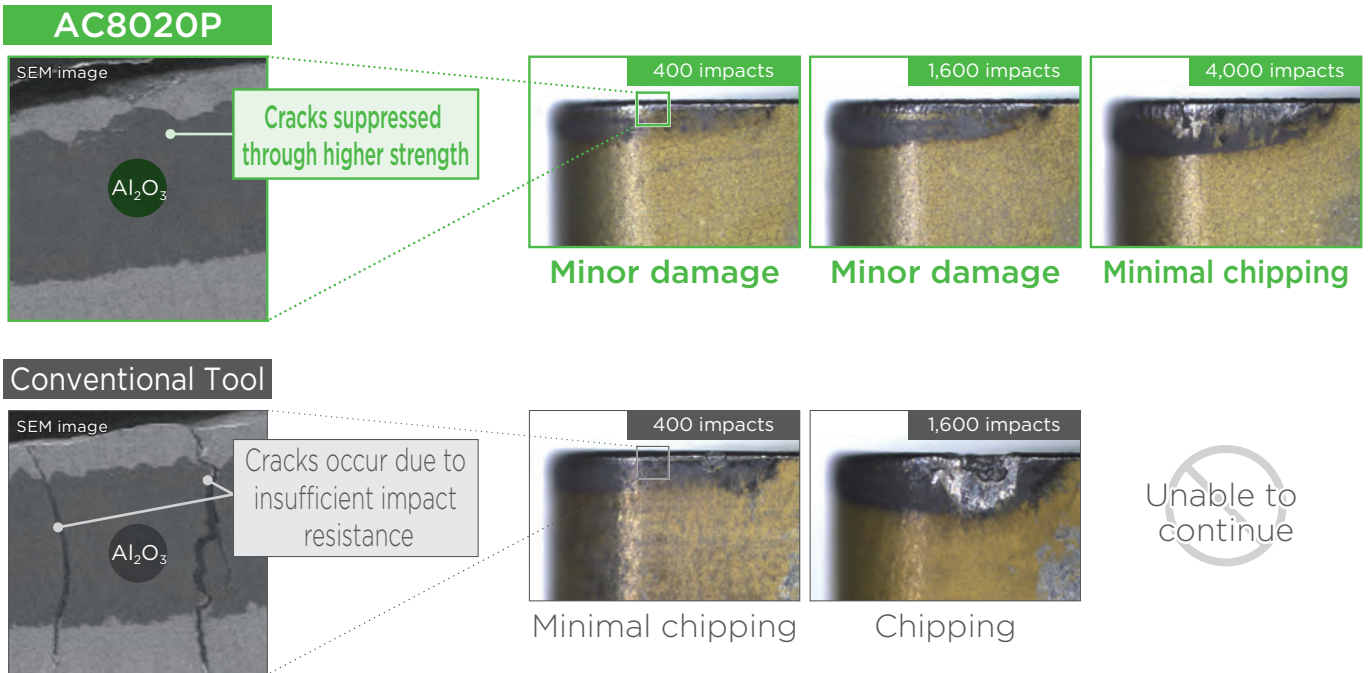 AC8020P
SEM image
Cracks suppressed
through higher strength
Al₂O₃
400 impacts
1,600 impacts
4,000 impacts
Minor damage
Minor damage
Minimal chipping
Conventional Tool
SEM image
Cracks occur due to
insufficient impact
resistance
Al₂O₃
400 impacts
1,600 impacts
Unable to
continue
Minimal chipping
Chipping